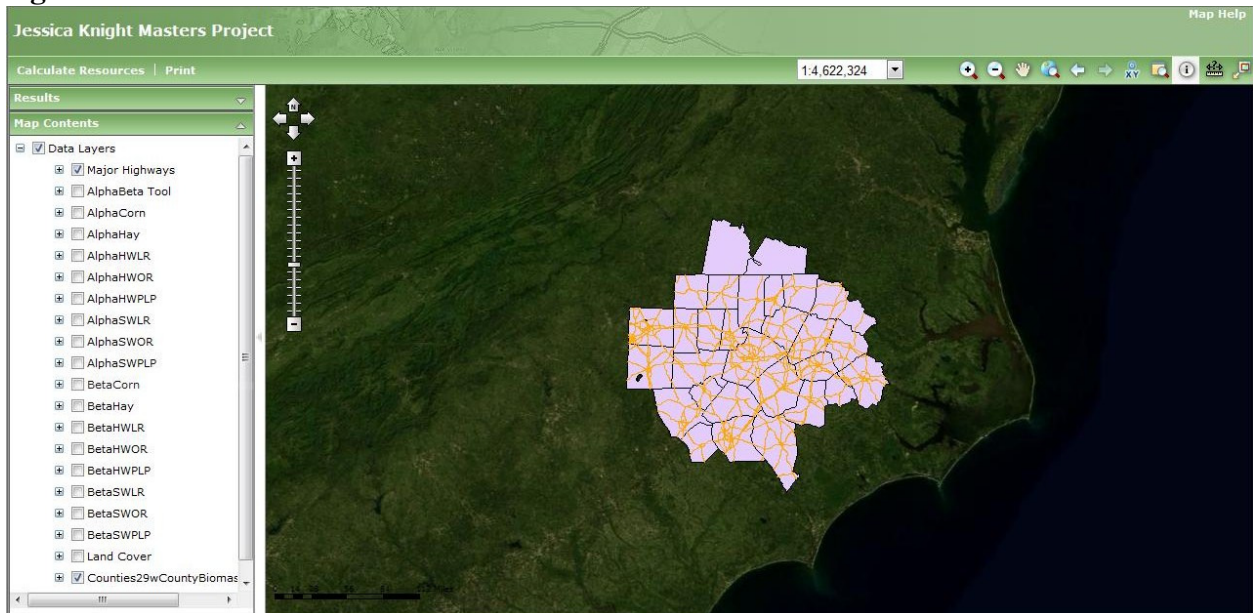 Map Help
Jessica Knight Masters Project
Calculate Resources | Print
1:4,622,324
XY
Results
Map Contents
N
Data Layers
Major Highways
AlphaBeta Tool
AlphaCorn
AlphaHay
AlphaHWLR
AlphaHWOR
AlphaHWPLP
AlphaSWLR
AlphaSWOR
AlphaSWPLP
BetaCorn
BetaHay
BetaHWLR
BetaHWOR
BetaHWPLP
BetaSWLR
BetaSWOR
BetaSWPLP
Land Cover
Counties29wCountyBiomas